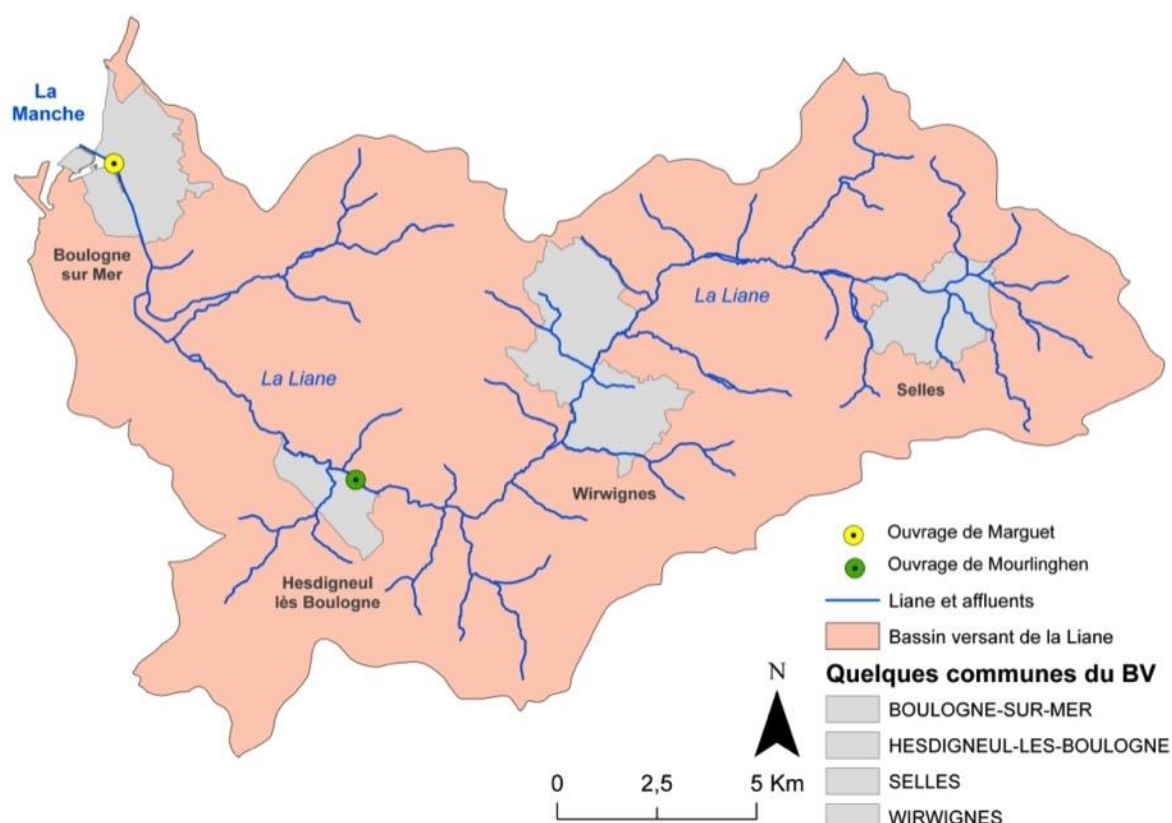 La
Manche
Boulogne
sur Mer
La Liane
La Liane
Selles
Wirwignes
Hesdigneul
lès Boulogne
Ouvrage de Marguet
Ouvrage de Mourlinghen
Liane et affluents
Bassin versant de la Liane
Quelques communes du BV
BOULOGNE-SUR-MER
HESDIGNEUL-LES-BOULOGNE
SELLES
WIRWIGNES
N
0 2,5 5 Km